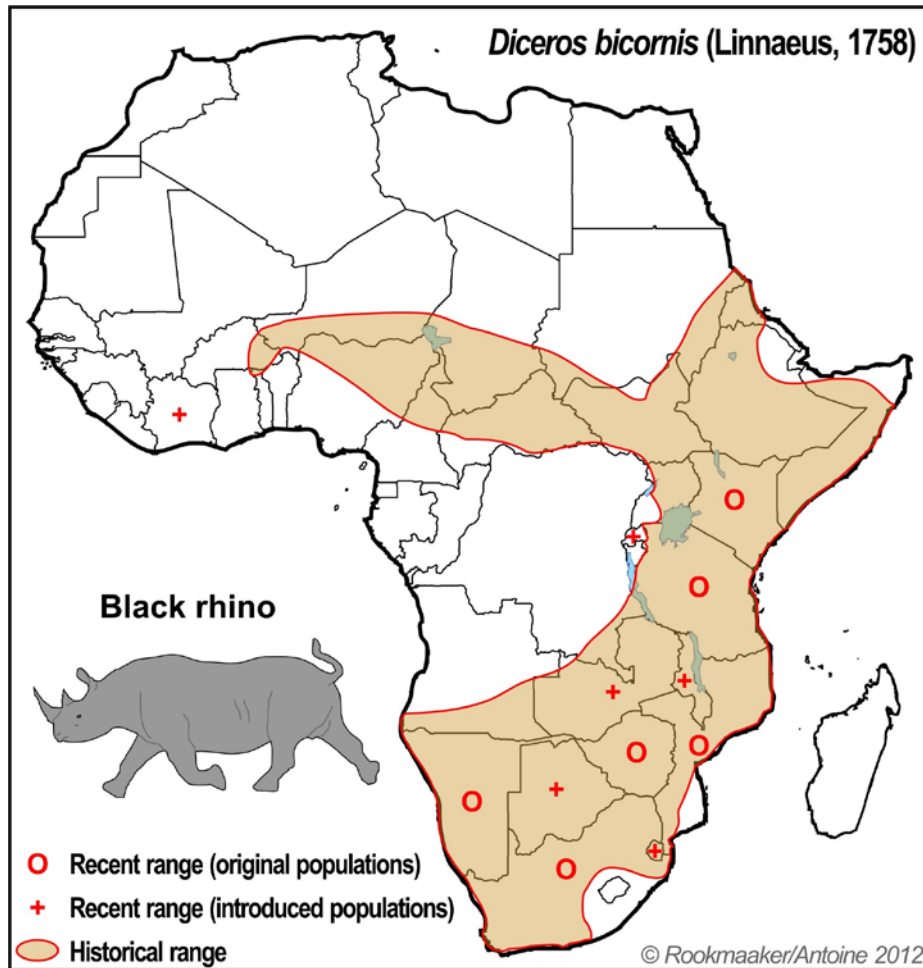 Diceros bicornis (Linnaeus, 1758)
Black rhino
O Recent range (original populations)
+ Recent range (introduced populations)
Historical range
© Rookmaaker/Antoine 2012